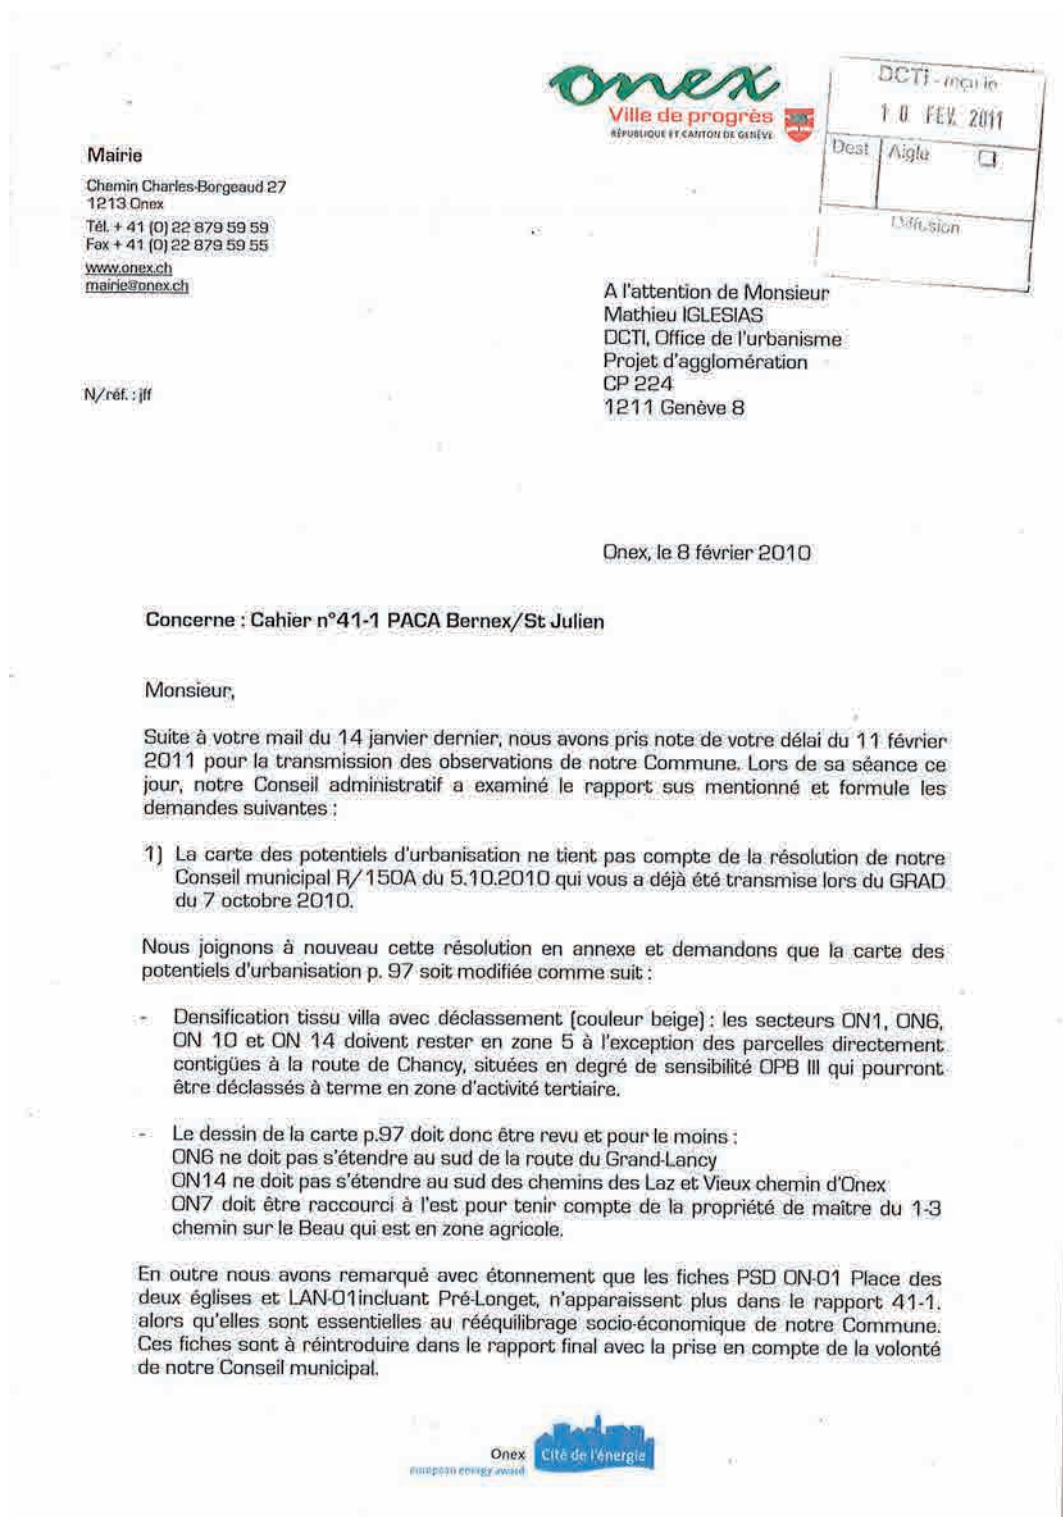 onex
Ville de progrès
RÉPUBLIQUE ET CANTON DE GENÈVE
DCTI - reçu le
10 FEV. 2011
Dest
Aigle
Diffusion
Mairie
Chemin Charles-Borgeaud 27
1213 Onex
Tél. + 41 (0) 22 879 59 59
Fax + 41 (0) 22 879 59 55
www.onex.ch
mairie@onex.ch
A l'attention de Monsieur
Mathieu IGLESIAS
DCTI, Office de l'urbanisme
Projet d'agglomération
CP 224
1211 Genève 8
N/réf. : jff
Onex, le 8 février 2010
Concerne : Cahier n°41-1 PACA Bernex/St Julien
Monsieur,
Suite à votre mail du 14 janvier dernier, nous avons pris note de votre délai du 11 février
2011 pour la transmission des observations de notre Commune. Lors de sa séance ce
jour, notre Conseil administratif a examiné le rapport sus mentionné et formule les
demandes suivantes :
1) La carte des potentiels d'urbanisation ne tient pas compte de la résolution de notre
Conseil municipal R/150A du 5.10.2010 qui vous a déjà été transmise lors du GRAD
du 7 octobre 2010.
Nous joignons à nouveau cette résolution en annexe et demandons que la carte des
potentiels d'urbanisation p. 97 soit modifiée comme suit :
- Densification tissu villa avec déclassement (couleur beige) : les secteurs ON1, ON6,
ON 10 et ON 14 doivent rester en zone 5 à l'exception des parcelles directement
contigües à la route de Chancy, situées en degré de sensibilité OPB III qui pourront
être déclassés à terme en zone d'activité tertiaire.
- Le dessin de la carte p.97 doit donc être revu et pour le moins :
ON6 ne doit pas s'étendre au sud de la route du Grand-Lancy
ON14 ne doit pas s'étendre au sud des chemins des Laz et Vieux chemin d'Onex
ON7 doit être raccourci à l'est pour tenir compte de la propriété de maître du 1-3
chemin sur le Beau qui est en zone agricole.
En outre nous avons remarqué avec étonnement que les fiches PSD ON-01 Place des
deux églises et LAN-01incluant Pré-Longet, n'apparaissent plus dans le rapport 41-1.
alors qu'elles sont essentielles au rééquilibrage socio-économique de notre Commune.
Ces fiches sont à réintroduire dans le rapport final avec la prise en compte de la volonté
de notre Conseil municipal.
Onex Cité de l'énergie
european energy award